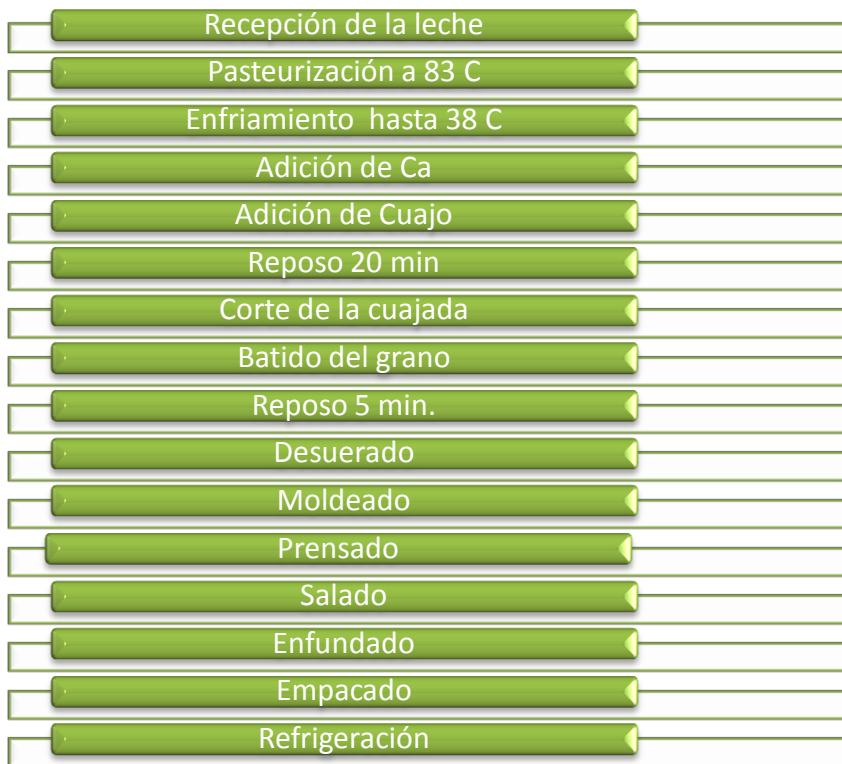 Recepción de la leche
Pasteurización a 83 C
Enfriamiento hasta 38 C
Adición de Ca
Adición de Cuajo
Reposo 20 min
Corte de la cuajada
Batido del grano
Reposo 5 min.
Desuerado
Moldeado
Prensado
Salado
Enfundado
Empacado
Refrigeración